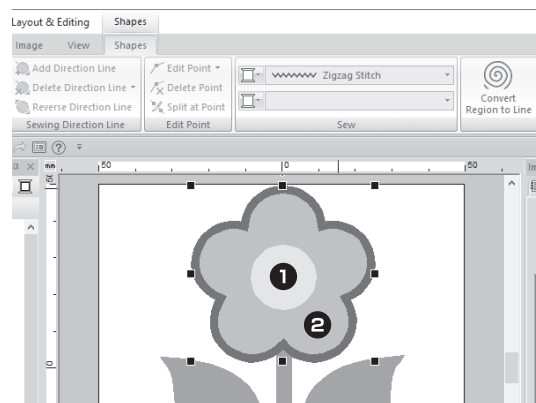 Layout & Editing Shapes
Image View Shapes
Add Direction Line
Delete Direction Line
Reverse Direction Line
Sewing Direction Line
Edit Point
Delete Point
Split at Point
Edit Point
Zigzag Stitch
Sew
Convert
Region to Line
mm 50 0 50
1
2
0